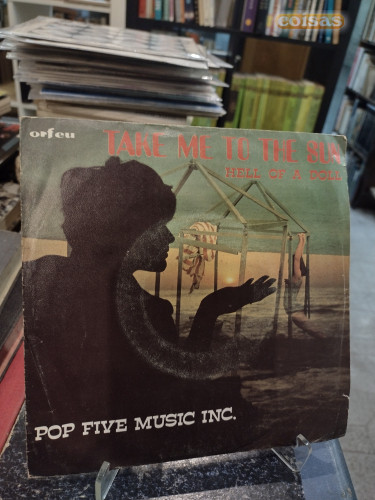 coisas
orfeu
TAKE ME TO THE SUN
HELL OF A DOLL
POP FIVE MUSIC INC.